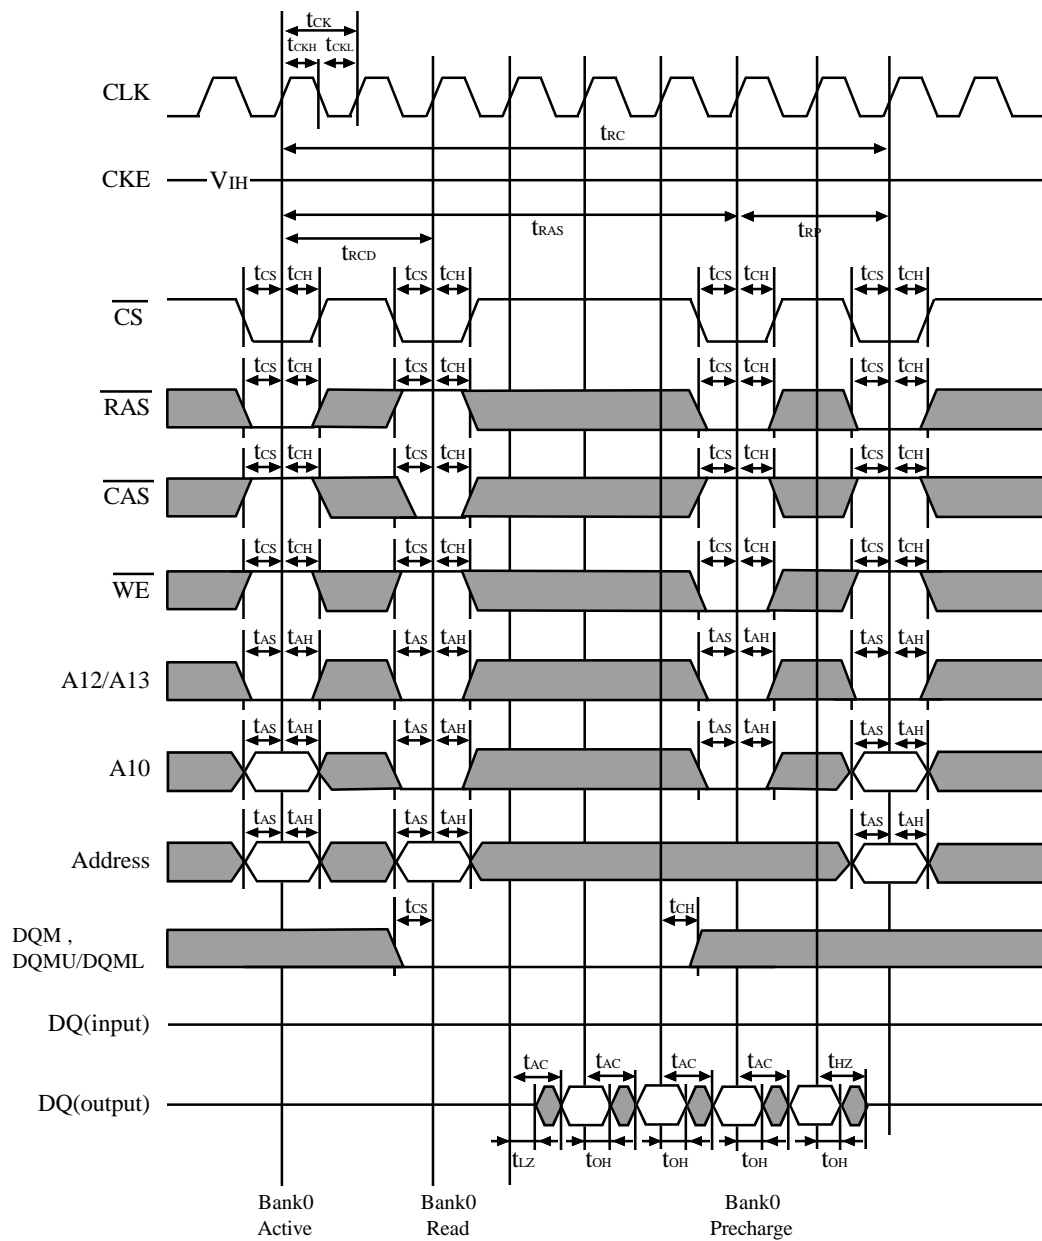 tCK
tCKH tCKL
CLK
tRC
CKE VIH
tRAS tRP
tRCD
tCS tCH tCS tCH tCS tCH tCS tCH
CS
tCS tCH tCS tCH tCS tCH tCS tCH
RAS
tCS tCH tCS tCH tCS tCH tCS tCH
CAS
tCS tCH tCS tCH tCS tCH tCS tCH
WE
tAS tAH tAS tAH tAS tAH tAS tAH
A12/A13
tAS tAH tAS tAH tAS tAH tAS tAH
A10
tAS tAH tAS tAH tAS tAH
Address
tCS tCH
DQM ,
DQMU/DQML
DQ(input)
tAC tAC tAC tAC tHZ
DQ(output)
tLZ tOH tOH tOH tOH
Bank0
Active
Bank0
Read
Bank0
Precharge